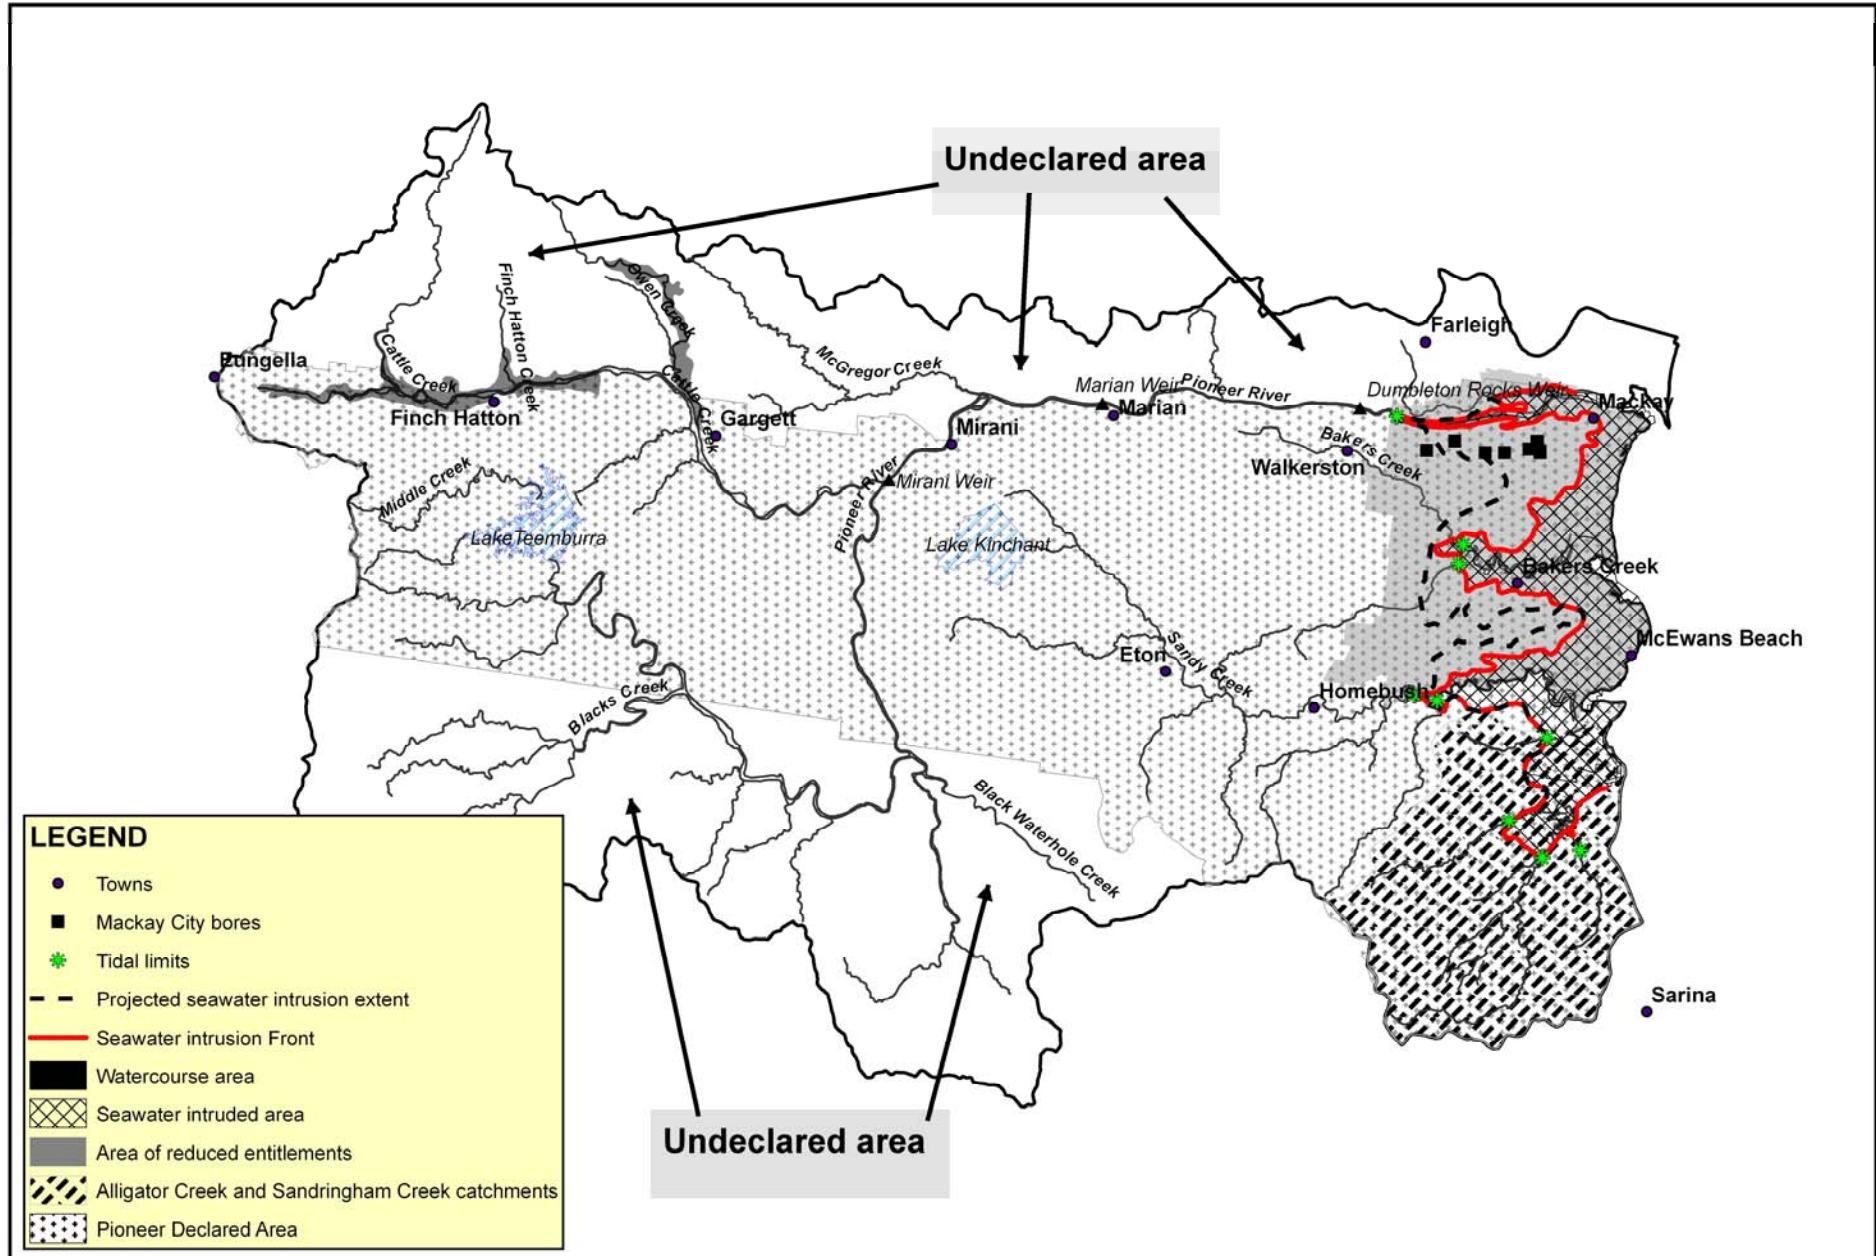 Undeclared area
Farleigh
Owen Creek
Finch Hatton Creek
Eungella
Cattle Creek
McGregor Creek
Marian Weir
Pioneer River
Dumbleton Rocks Weir
Mackay
Finch Hatton
Cattle Creek
Gargett
Mirani
Marian
Bakers Creek
Walkerston
Middle Creek
Mirani Weir
Pioneer River
Lake Teemburra
Lake Kinchant
Bakers Creek
McEwans Beach
Eton
Sandy Creek
Homebush
Blacks Creek
Black Waterhole Creek
Sarina
Undeclared area
LEGEND
Towns
Mackay City bores
Tidal limits
Projected seawater intrusion extent
Seawater intrusion Front
Watercourse area
Seawater intruded area
Area of reduced entitlements
Alligator Creek and Sandringham Creek catchments
Pioneer Declared Area